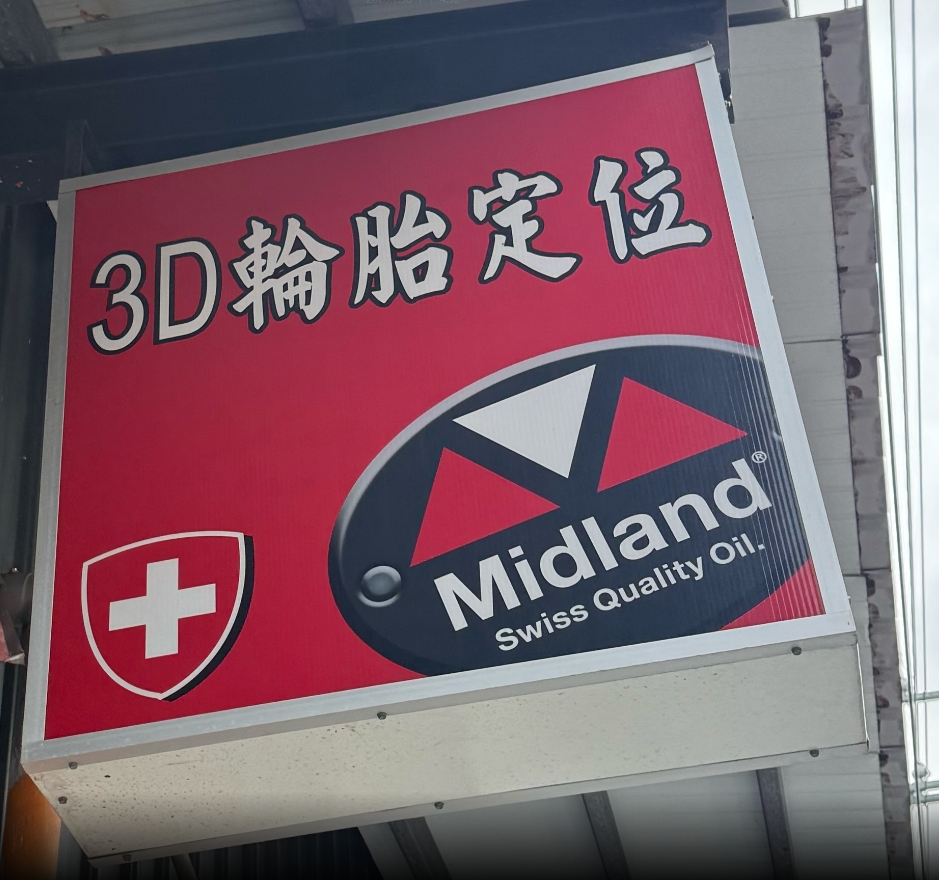 3D輪胎定位
Midland®
Swiss Quality Oil.